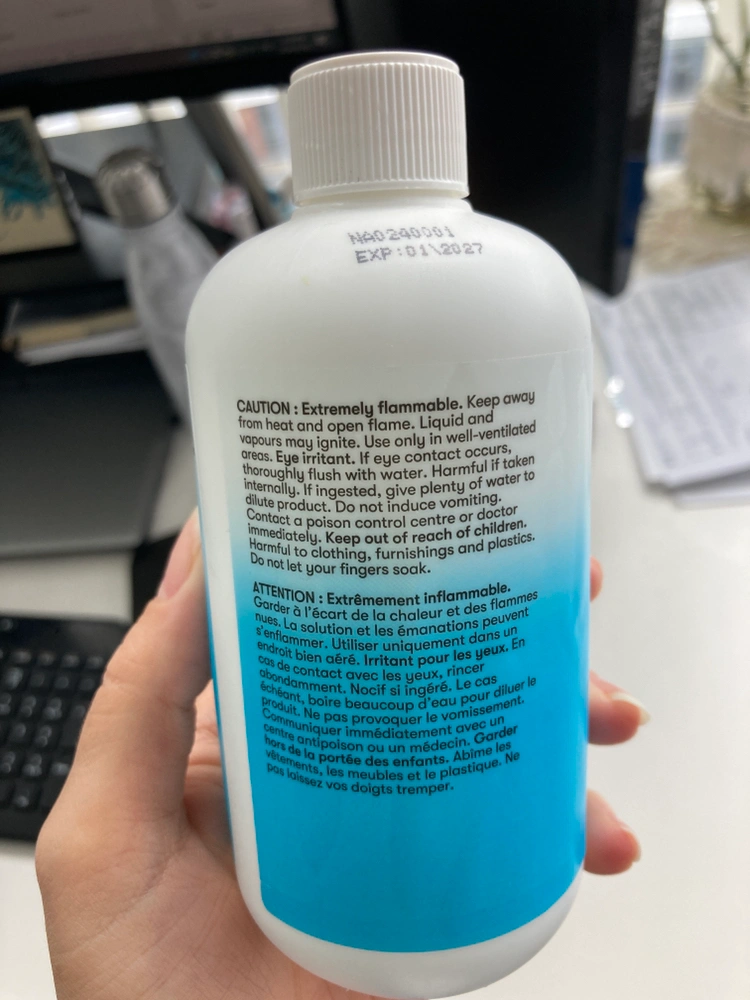 NA0240001
EXP:01\2027
CAUTION : Extremely flammable. Keep away
from heat and open flame. Liquid and
vapours may ignite. Use only in well-ventilated
areas. Eye irritant. If eye contact occurs,
thoroughly flush with water. Harmful if taken
internally. If ingested, give plenty of water to
dilute product. Do not induce vomiting.
Contact a poison control centre or doctor
immediately. Keep out of reach of children.
Harmful to clothing, furnishings and plastics.
Do not let your fingers soak.
ATTENTION : Extrêmement inflammable.
Garder à l'écart de la chaleur et des flammes
nues. La solution et les émanations peuvent
s'enflammer. Utiliser uniquement dans un
endroit bien aéré. Irritant pour les yeux. En
cas de contact avec les yeux, rincer
abondamment. Nocif si ingéré. Le cas
échéant, boire beaucoup d'eau pour diluer le
produit. Ne pas provoquer le vomissement.
Communiquer immédiatement avec un
centre antipoison ou un médecin. Garder
hors de la portée des enfants. Abîme les
vêtements, les meubles et le plastique. Ne
pas laissez vos doigts tremper.